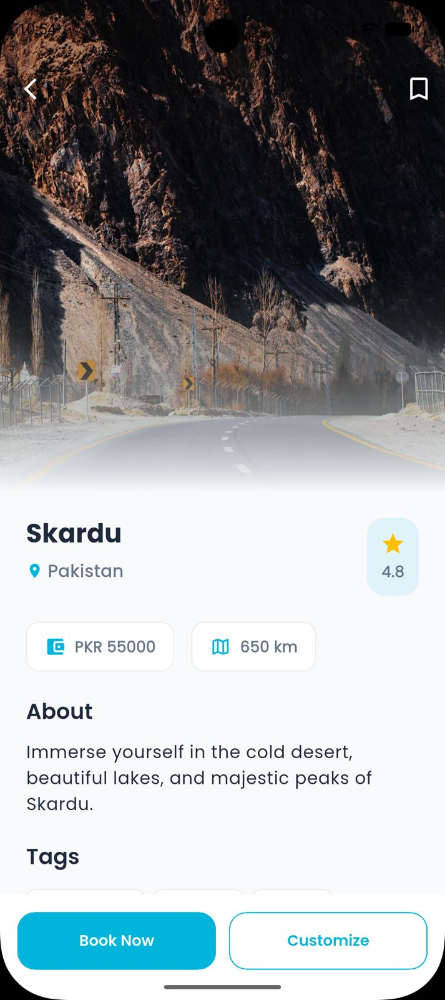 10:54
Skardu
Pakistan
4.8
PKR 55000
650 km
About
Immerse yourself in the cold desert,
beautiful lakes, and majestic peaks of
Skardu.
Tags
Book Now
Customize